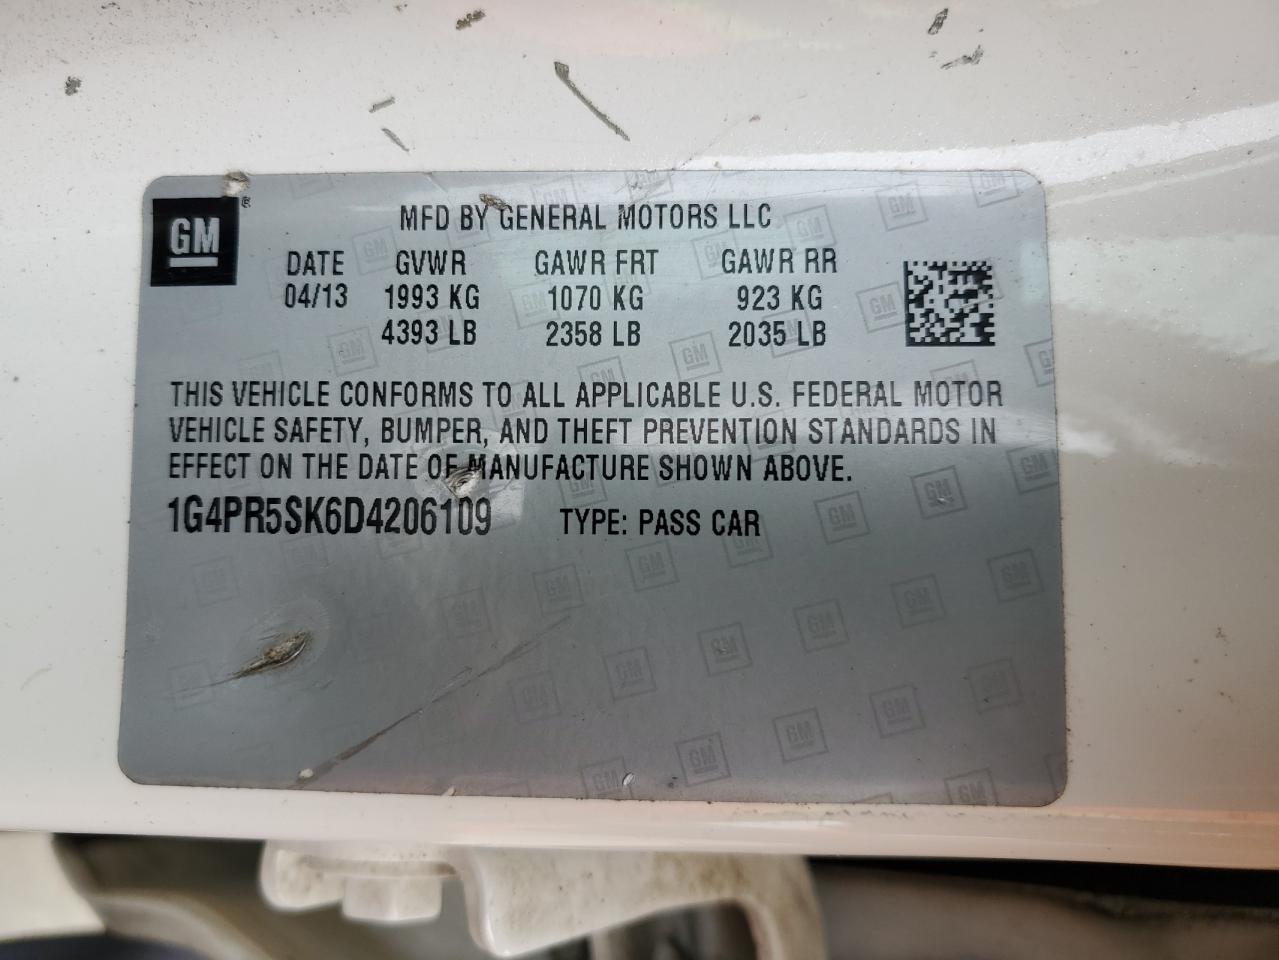 GM ®
MFD BY GENERAL MOTORS LLC
DATE GVWR GAWR FRT GAWR RR
04/13 1993 KG 1070 KG 923 KG
4393 LB 2358 LB 2035 LB
THIS VEHICLE CONFORMS TO ALL APPLICABLE U.S. FEDERAL MOTOR
VEHICLE SAFETY, BUMPER, AND THEFT PREVENTION STANDARDS IN
EFFECT ON THE DATE OF MANUFACTURE SHOWN ABOVE.
1G4PR5SK6D4206109 TYPE: PASS CAR